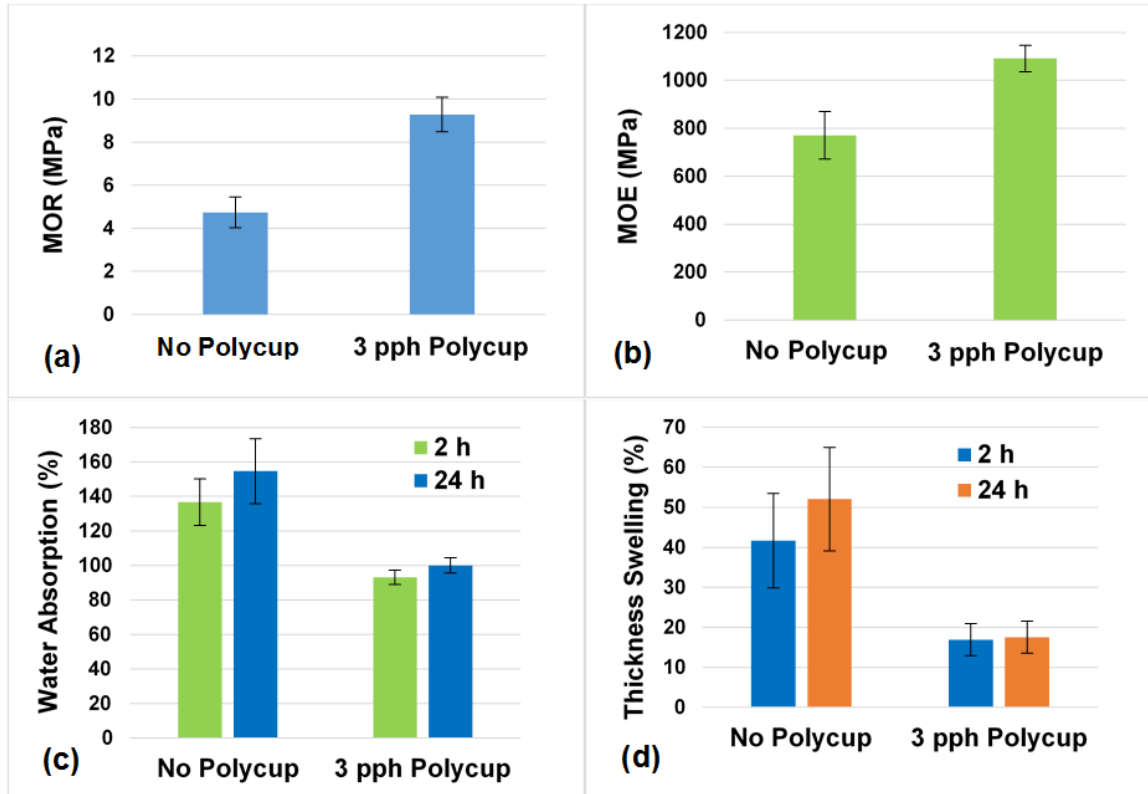 12
10
8
6
4
2
0
MOR (MPa)
No Polycup 3 pph Polycup
(a)
1200
1000
800
600
400
200
0
MOE (MPa)
No Polycup 3 pph Polycup
(b)
180
160
140
120
100
80
60
40
20
0
Water Absorption (%)
2 h
24 h
No Polycup 3 pph Polycup
(c)
70
60
50
40
30
20
10
0
Thickness Swelling (%)
2 h
24 h
No Polycup 3 pph Polycup
(d)